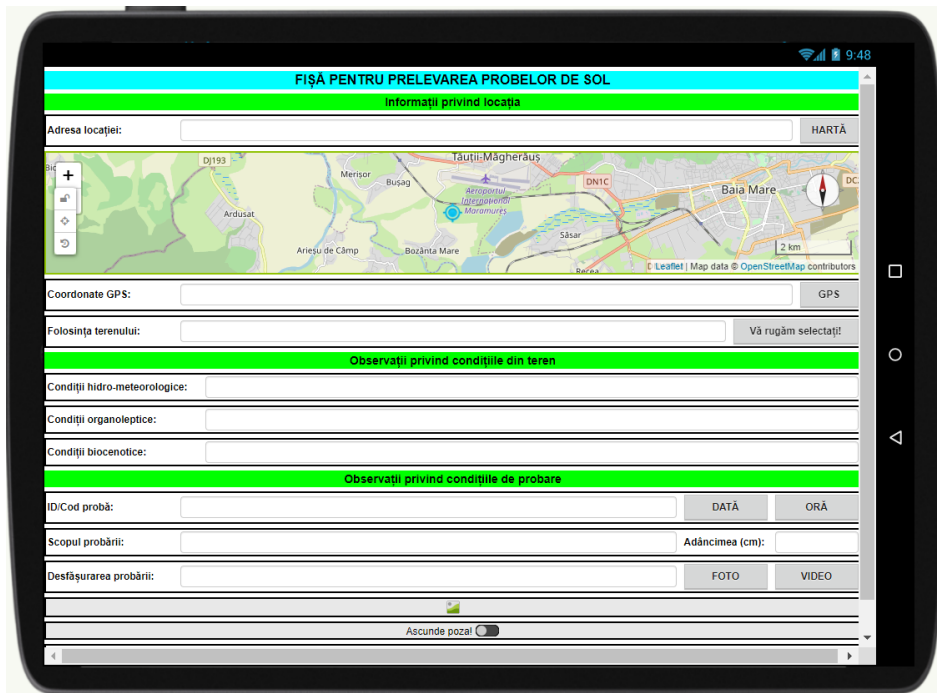 9:48
FIȘĂ PENTRU PRELEVAREA PROBELOR DE SOL
Informații privind locația
Adresa locației: HARTĂ
DJ193
Tăuții-Măgherăuș
Merișor
Bușag
DN1C
DC
Aeroportul
Internațional
Maramureș
Baia Mare
+
Ardusat
Săsar
Arieșu de Câmp
Bozânta Mare
2 km
Recea
Leaflet | Map data © OpenStreetMap contributors
Coordonate GPS: GPS
Folosința terenului: Vă rugăm selectați!
Observații privind condițiile din teren
Condiții hidro-meteorologice:
Condiții organoleptice:
Condiții biocenotice:
Observații privind condițiile de probare
ID/Cod probă: DATĂ ORĂ
Scopul probării: Adâncimea (cm):
Desfășurarea probării: FOTO VIDEO
Ascunde poza!